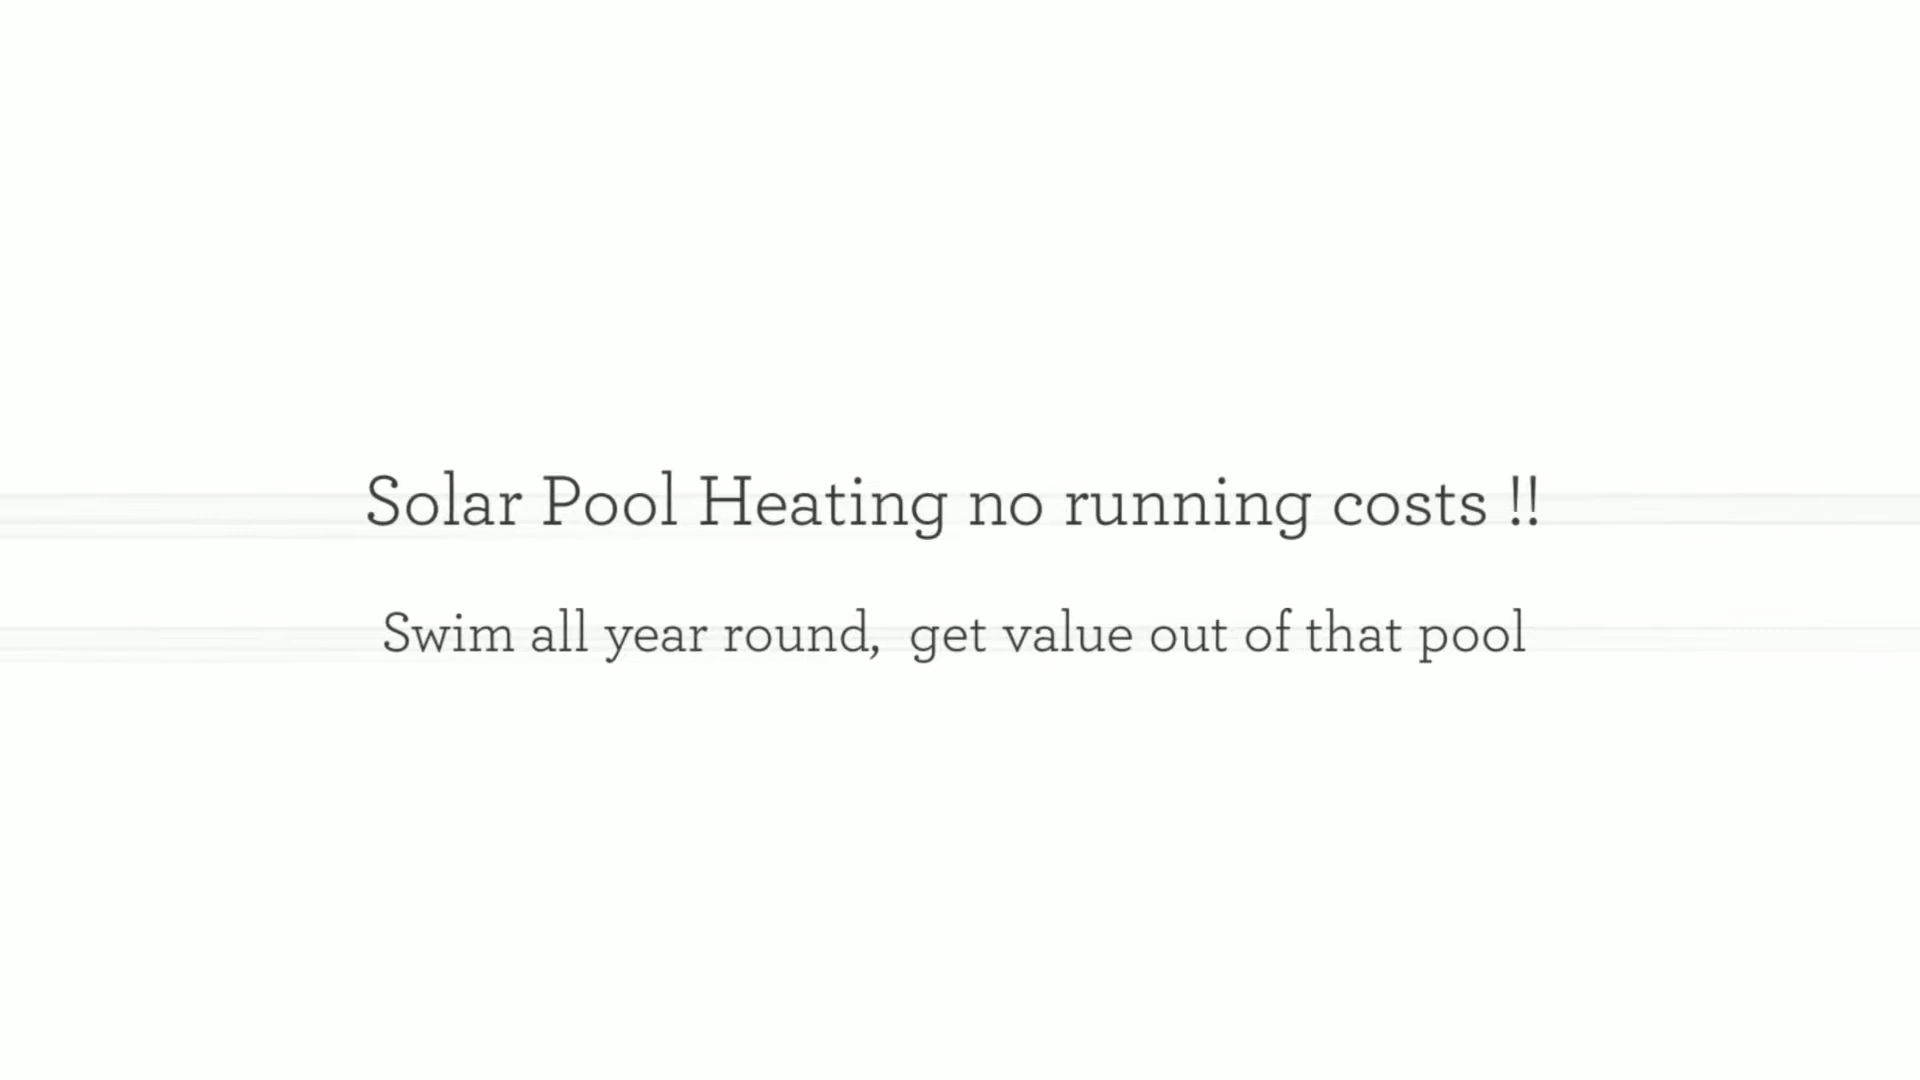 Solar Pool Heating no running costs !!
Swim all year round,  get value out of that pool